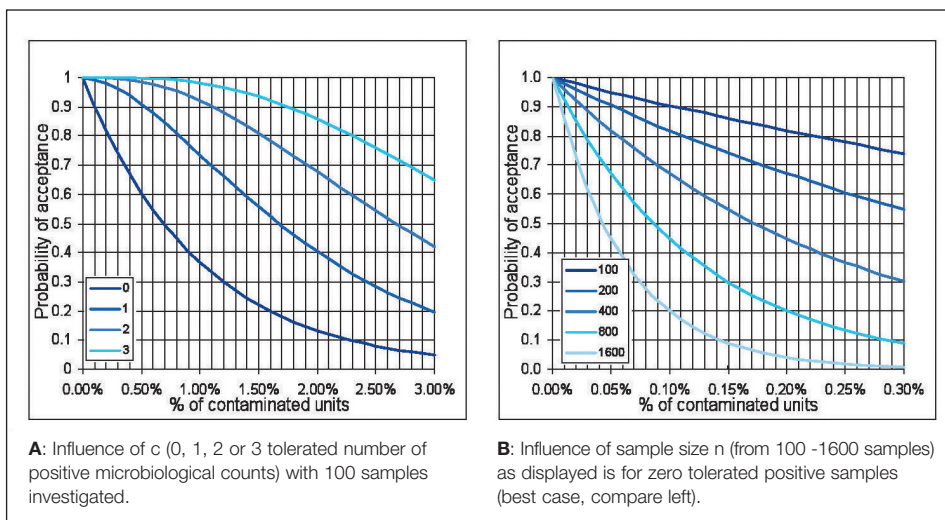 1
0.9
0.8
0.7
0.6
0.5
0.4
0.3
0.2
0.1
0
Probability of acceptance
0
1
2
3
0.00% 0.50% 1.00% 1.50% 2.00% 2.50% 3.00%
% of contaminated units
1.0
0.9
0.8
0.7
0.6
0.5
0.4
0.3
0.2
0.1
0.0
Probability of acceptance
100
200
400
800
1600
0.00% 0.05% 0.10% 0.15% 0.20% 0.25% 0.30%
% of contaminated units
A: Influence of c (0, 1, 2 or 3 tolerated number of
positive microbiological counts) with 100 samples
investigated.
B: Influence of sample size n (from 100 -1600 samples)
as displayed is for zero tolerated positive samples
(best case, compare left).